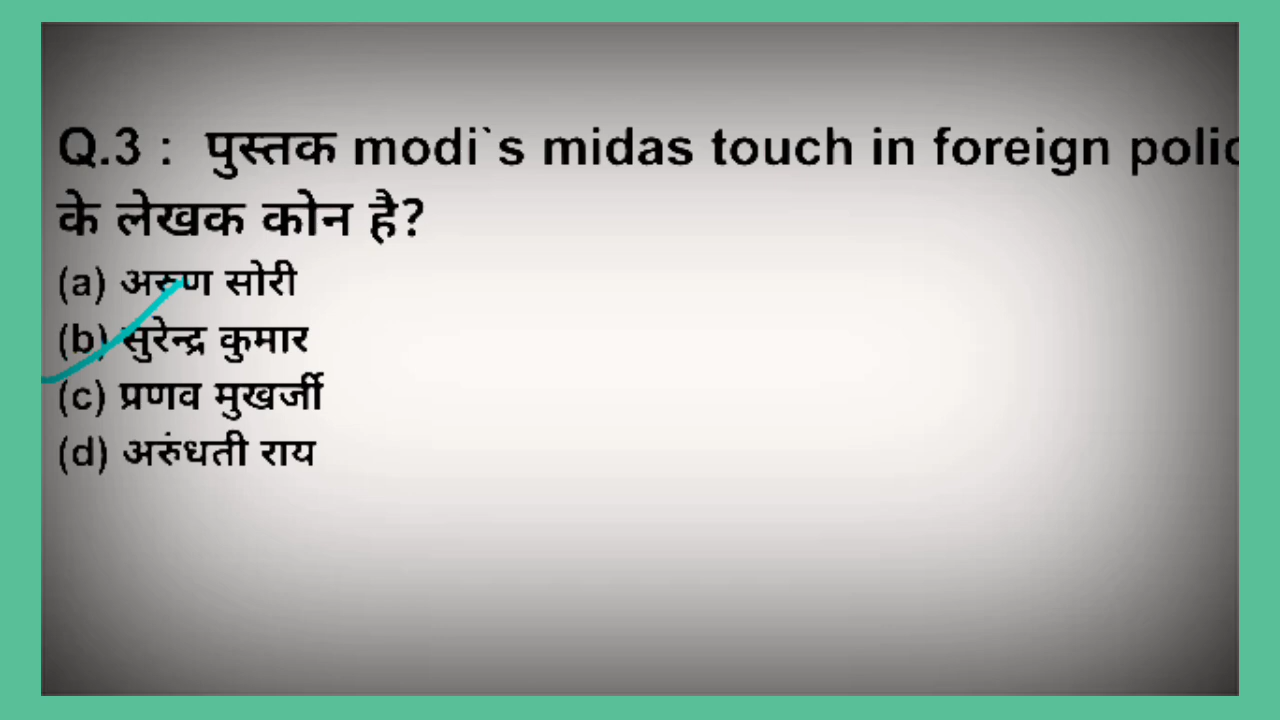 Q.3 : पुस्तक modi`s midas touch in foreign polic
के लेखक कोन है?
(a) अरुण सोरी
(b) सुरेन्द्र कुमार
(c) प्रणव मुखर्जी
(d) अरुंधती राय